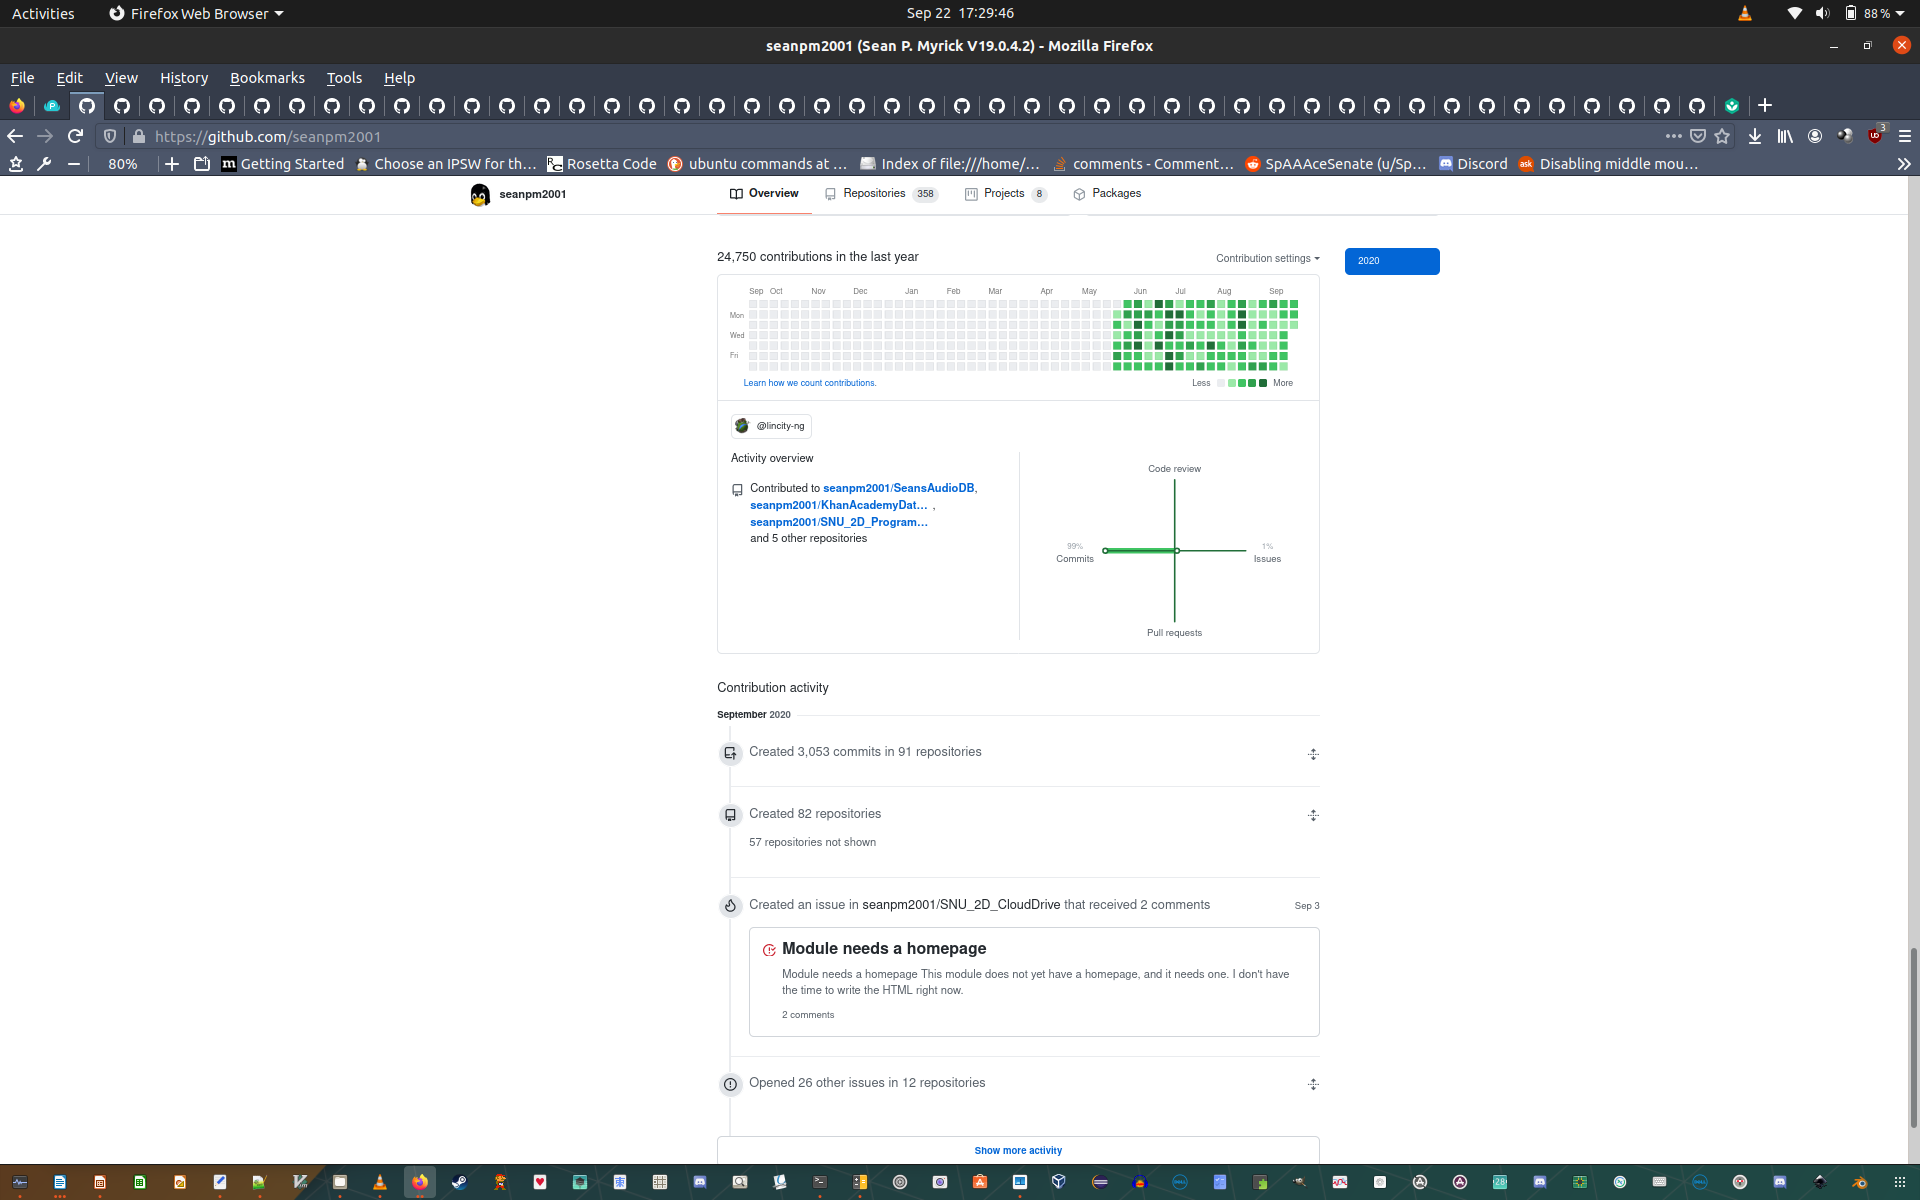 Activities
Firefox Web Browser
Sep 22 17:29:46
88 %
seanpm2001 (Sean P. Myrick V19.0.4.2) - Mozilla Firefox
File Edit View History Bookmarks Tools Help
https://github.com/seanpm2001
3
80%
Getting Started
Choose an IPSW for th...
Rosetta Code
ubuntu commands at ...
Index of file:///home/...
comments - Comment...
SpAAAceSenate (u/Sp...
Discord
Disabling middle mou...
seanpm2001
Overview
Repositories 358
Projects 8
Packages
24,750 contributions in the last year
Contribution settings
2020
Sep Oct Nov Dec Jan Feb Mar Apr May Jun Jul Aug Sep
Mon
Wed
Fri
Learn how we count contributions.
Less More
@lincity-ng
Activity overview
Contributed to seanpm2001/SeansAudioDB,
seanpm2001/KhanAcademyDat... ,
seanpm2001/SNU_2D_Program...
and 5 other repositories
Code review
99%
Commits
1%
Issues
Pull requests
Contribution activity
September 2020
Created 3,053 commits in 91 repositories
Created 82 repositories
57 repositories not shown
Created an issue in seanpm2001/SNU_2D_CloudDrive that received 2 comments
Sep 3
Module needs a homepage
Module needs a homepage This module does not yet have a homepage, and it needs one. I don't have
the time to write the HTML right now.
2 comments
Opened 26 other issues in 12 repositories
Show more activity